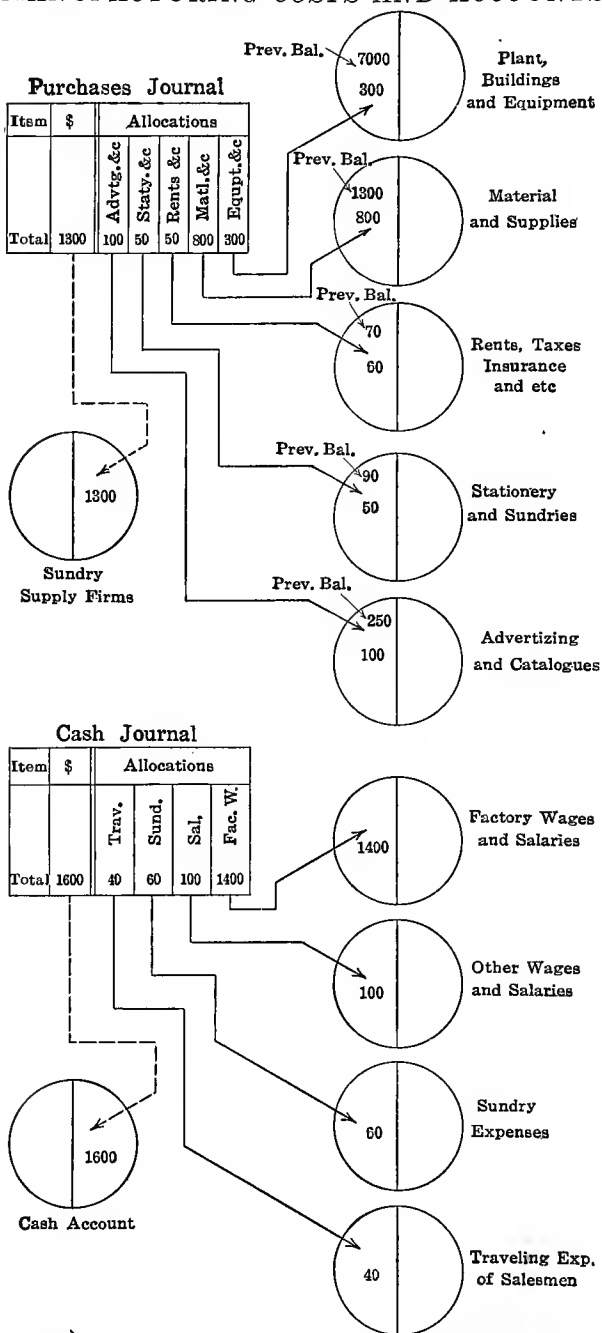 MANUFACTURING COSTS AND ACCOUNTS
Prev. Bal.
7000
300
Plant,
Buildings
and Equipment
Purchases Journal
Item $ Allocations
Advtg.&c Staty.&c Rents &c Matl.&c Equpt.&c
Total 1300 100 50 50 800 300
Prev. Bal.
1300
800
Material
and Supplies
Prev. Bal.
70
60
Rents, Taxes
Insurance
and etc
1300
Sundry
Supply Firms
Prev. Bal.
90
50
Stationery
and Sundries
Prev. Bal.
250
100
Advertizing
and Catalogues
Cash Journal
Item $ Allocations
Trav. Sund. Sal, Fac. W.
Total 1600 40 60 100 1400
1400
Factory Wages
and Salaries
100
Other Wages
and Salaries
60
Sundry
Expenses
1600
Cash Account
40
Traveling Exp.
of Salesmen